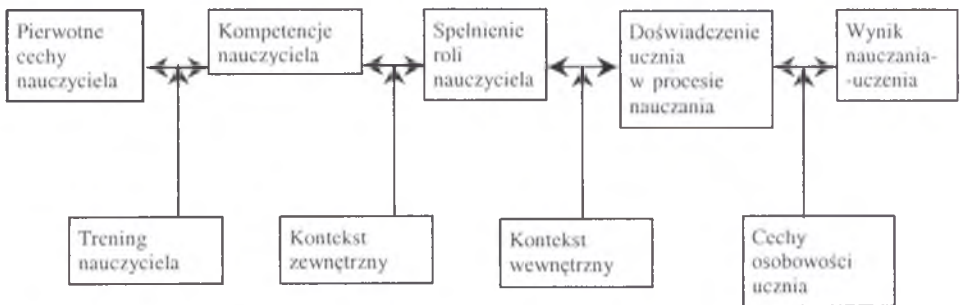 Pierwotne
cechy
nauczyciela
Kompetencje
nauczyciela
Spełnienie
roli
nauczyciela
Doświadczenie
ucznia
w procesie
nauczania
Wynik
nauczania-
-uczenia
Trening
nauczyciela
Kontekst
zewnętrzny
Kontekst
wewnętrzny
Cechy
osobowości
ucznia